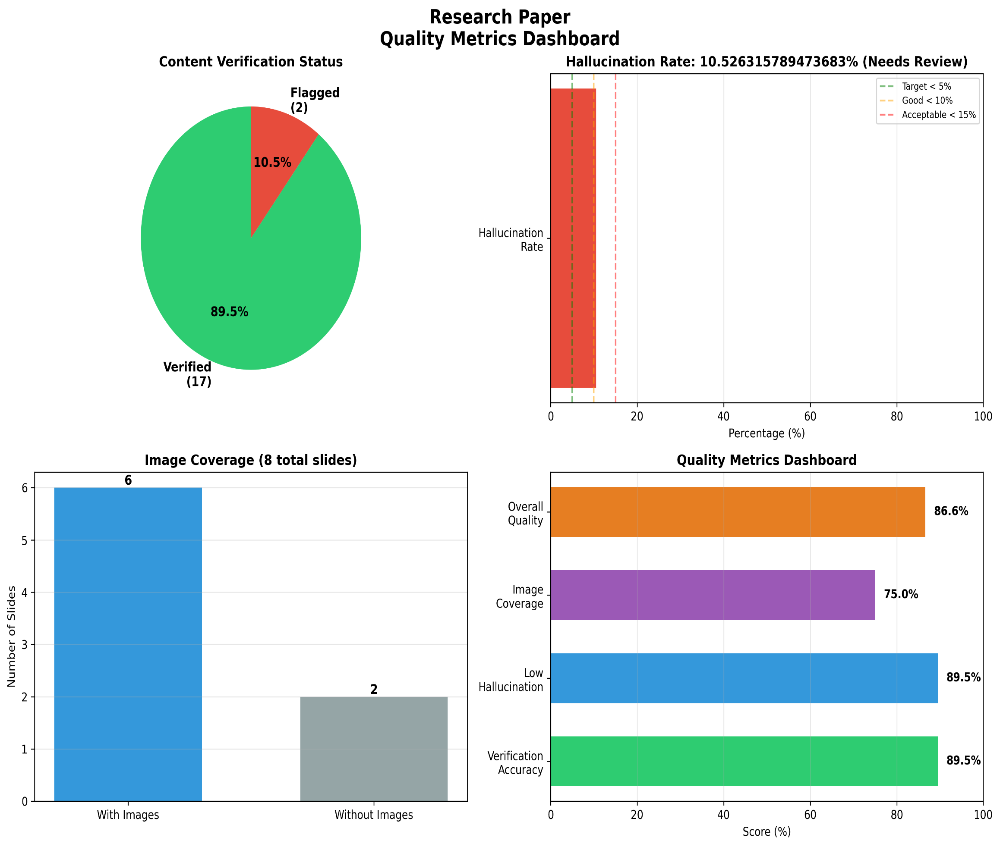 Research Paper
Quality Metrics Dashboard
Content Verification Status
Flagged
(2)
10.5%
89.5%
Verified
(17)
Hallucination Rate: 10.526315789473683% (Needs Review)
Target < 5%
Good < 10%
Acceptable < 15%
Hallucination
Rate
0 20 40 60 80 100
Percentage (%)
Image Coverage (8 total slides)
Number of Slides
6
5
4
3
2
1
0
6
2
With Images Without Images
Quality Metrics Dashboard
Overall
Quality
86.6%
Image
Coverage
75.0%
Low
Hallucination
89.5%
Verification
Accuracy
89.5%
0 20 40 60 80 100
Score (%)